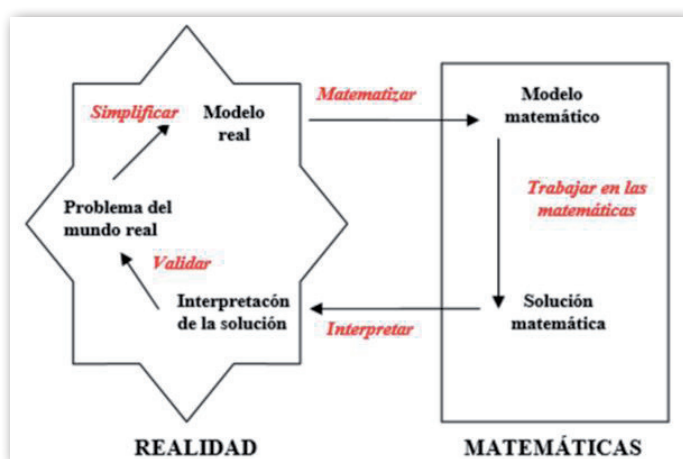 Simplificar
Modelo
real
Matematizar
Modelo
matemático
Trabajar en las
matemáticas
Problema del
mundo real
Validar
Interpretacón
de la solución
Interpretar
Solución
matemática
REALIDAD
MATEMÁTICAS